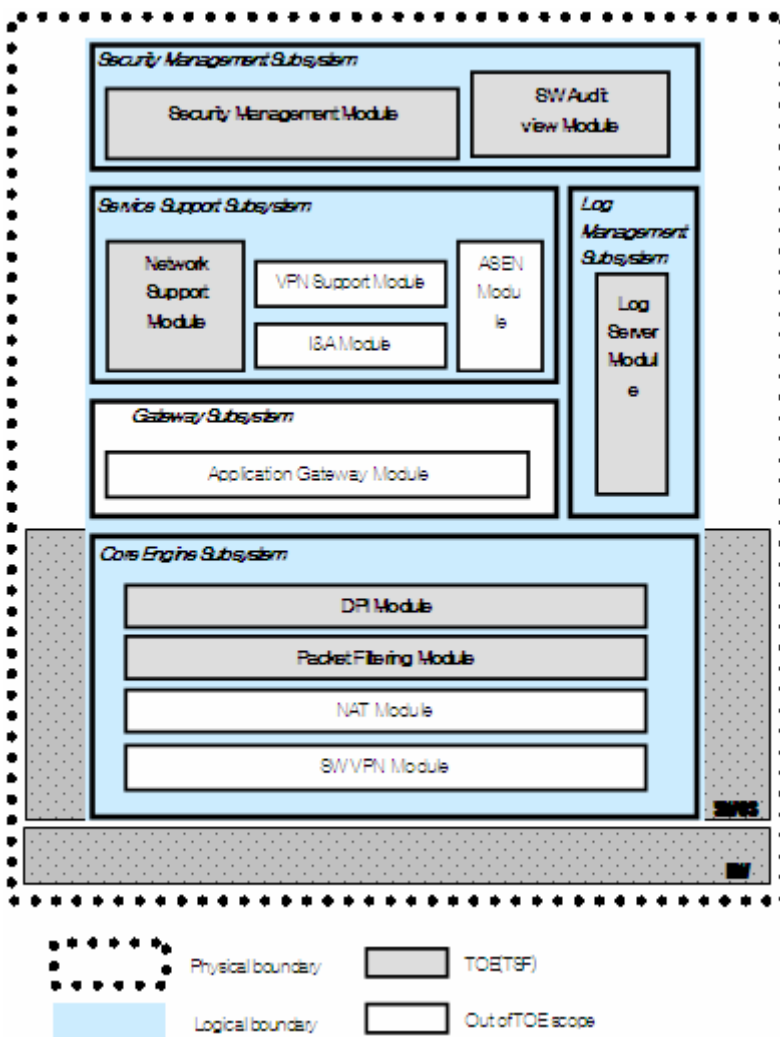 Security Management Subsystem
Security Management Module
SW Audit
view Module
Service Support Subsystem
Network
Support
Module
VPN Support Module
I&A Module
ASEN
Modu
le
Log
Management
Subsystem
Log
Server
Modul
e
Gateway Subsystem
Application Gateway Module
Core Engine Subsystem
DPI Module
Packet Filtering Module
NAT Module
SW VPN Module
HW
Physical boundary
TOE(TSF)
Logical boundary
Out of TOE scope